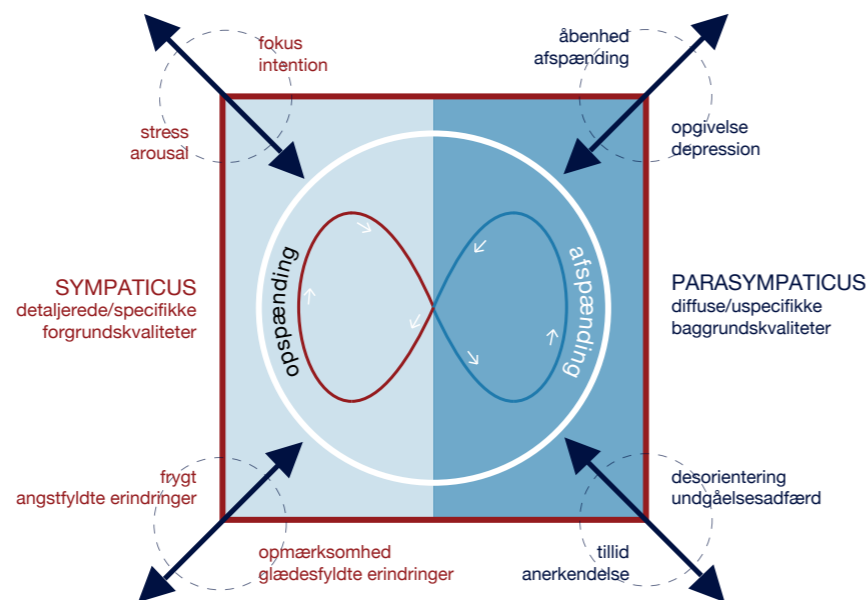 fokus
intention
åbenhed
afspænding
stress
arousal
opgivelse
depression
opspænding
afspænding
SYMPATICUS
detaljerede/specifikke
forgrundskvaliteter
PARASYMPATICUS
diffuse/uspecifikke
baggrundskvaliteter
frygt
angstfyldte erindringer
desorientering
undgåelsesadfærd
opmærksomhed
glædesfyldte erindringer
tillid
anerkendelse